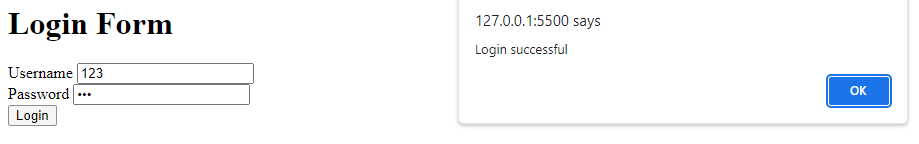 Login Form
Username 123
Password •••
Login
127.0.0.1:5500 says
Login successful
OK